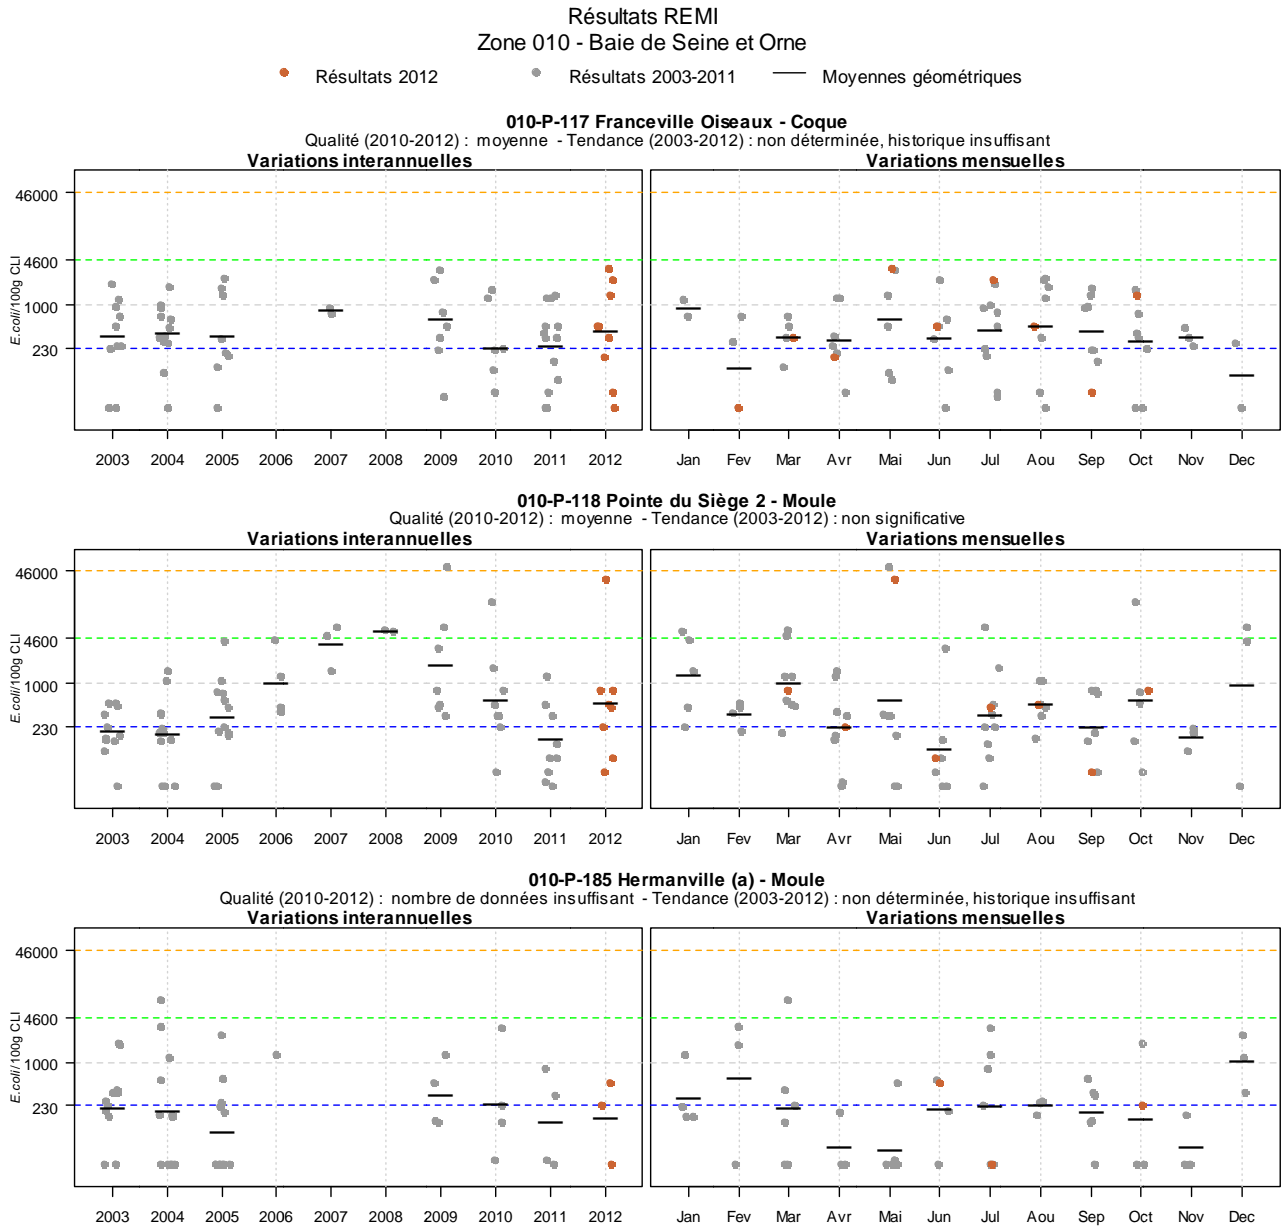 Résultats REMI
Zone 010 - Baie de Seine et Orne
Résultats 2012 Résultats 2003-2011 Moyennes géométriques
010-P-117 Franceville Oiseaux - Coque
Qualité (2010-2012) : moyenne - Tendance (2003-2012) : non déterminée, historique insuffisant
Variations interannuelles Variations mensuelles
46000
4600
1000
230
E.coli/100g CLI
2003 2004 2005 2006 2007 2008 2009 2010 2011 2012 Jan Fev Mar Avr Mai Jun Jul Aou Sep Oct Nov Dec
010-P-118 Pointe du Siège 2 - Moule
Qualité (2010-2012) : moyenne - Tendance (2003-2012) : non significative
Variations interannuelles Variations mensuelles
46000
4600
1000
230
E.coli/100g CLI
2003 2004 2005 2006 2007 2008 2009 2010 2011 2012 Jan Fev Mar Avr Mai Jun Jul Aou Sep Oct Nov Dec
010-P-185 Hermanville (a) - Moule
Qualité (2010-2012) : nombre de données insuffisant - Tendance (2003-2012) : non déterminée, historique insuffisant
Variations interannuelles Variations mensuelles
46000
4600
1000
230
E.coli/100g CLI
2003 2004 2005 2006 2007 2008 2009 2010 2011 2012 Jan Fev Mar Avr Mai Jun Jul Aou Sep Oct Nov Dec